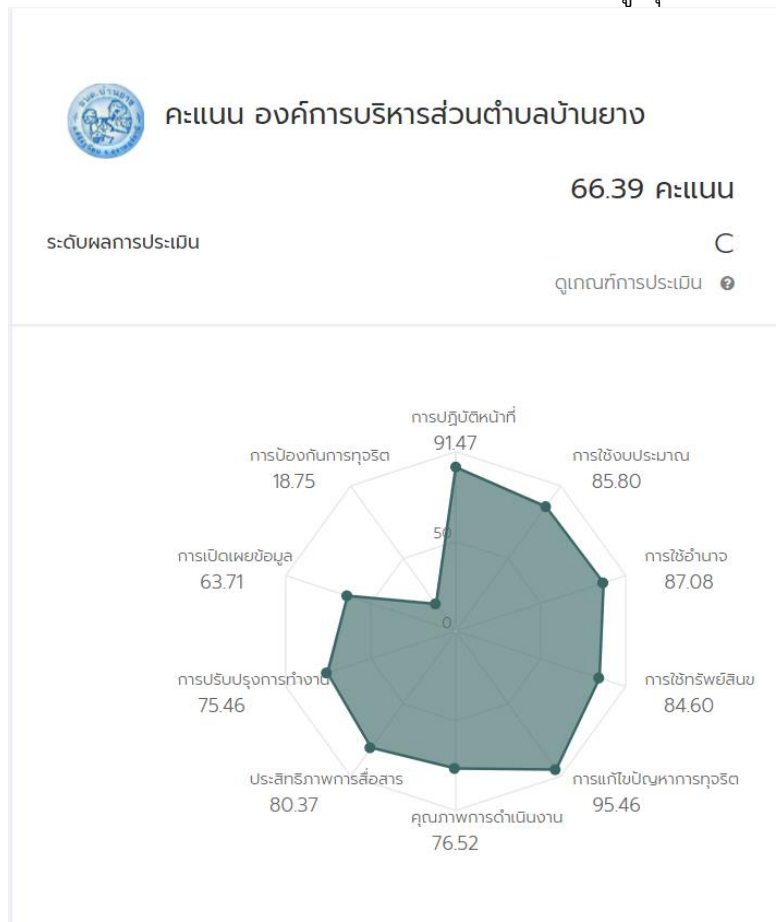 คะแนน องค์การบริหารส่วนตำบลบ้านยาง
66.39 คะแนน
ระดับผลการประเมิน
C
ดูเกณฑ์การประเมิน
การปฏิบัติหน้าที่
91.47
การป้องกันการทุจริต
18.75
การใช้งบประมาณ
85.80
50
การเปิดเผยข้อมูล
63.71
การใช้อำนาจ
87.08
0
การปรับปรุงการทำงาน
75.46
การใช้ทรัพย์สินข
84.60
ประสิทธิภาพการสื่อสาร
80.37
การแก้ไขปัญหาการทุจริต
95.46
คุณภาพการดำเนินงาน
76.52